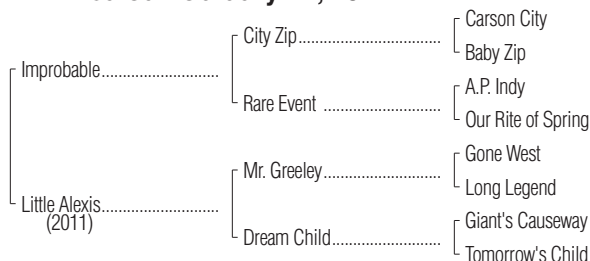 City Zip
Carson City
Baby Zip
Improbable
Rare Event
A.P. Indy
Our Rite of Spring
Mr. Greeley
Gone West
Long Legend
Little Alexis
(2011)
Dream Child
Giant's Causeway
Tomorrow's Child